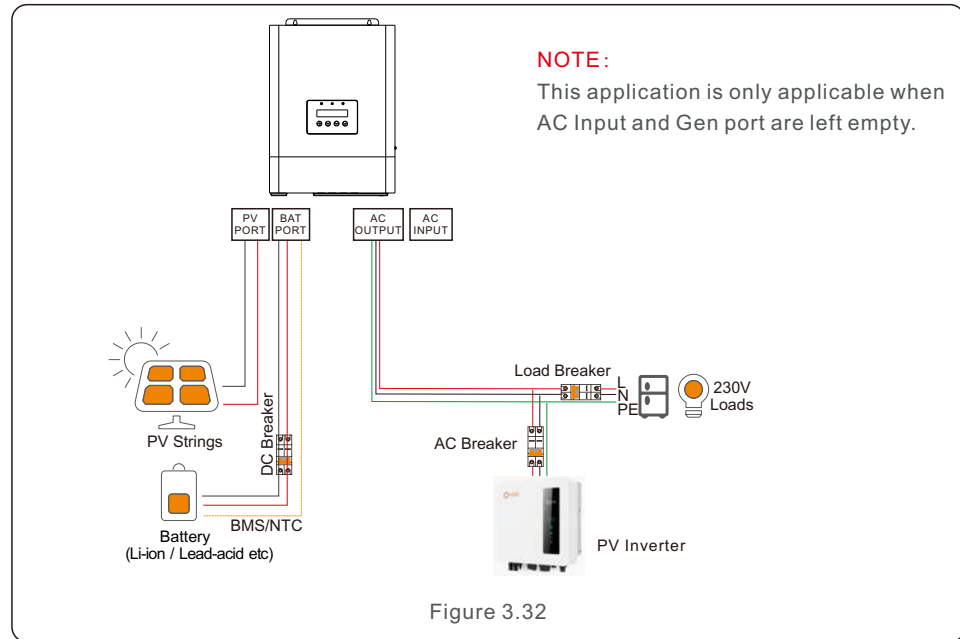 NOTE:
This application is only applicable when
AC Input and Gen port are left empty.
PV
PORT
BAT
PORT
AC
OUTPUT
AC
INPUT
Load Breaker
L
N
PE
230V
Loads
AC Breaker
DC Breaker
PV Strings
BMS/NTC
Battery
(Li-ion / Lead-acid etc)
PV Inverter
Figure 3.32